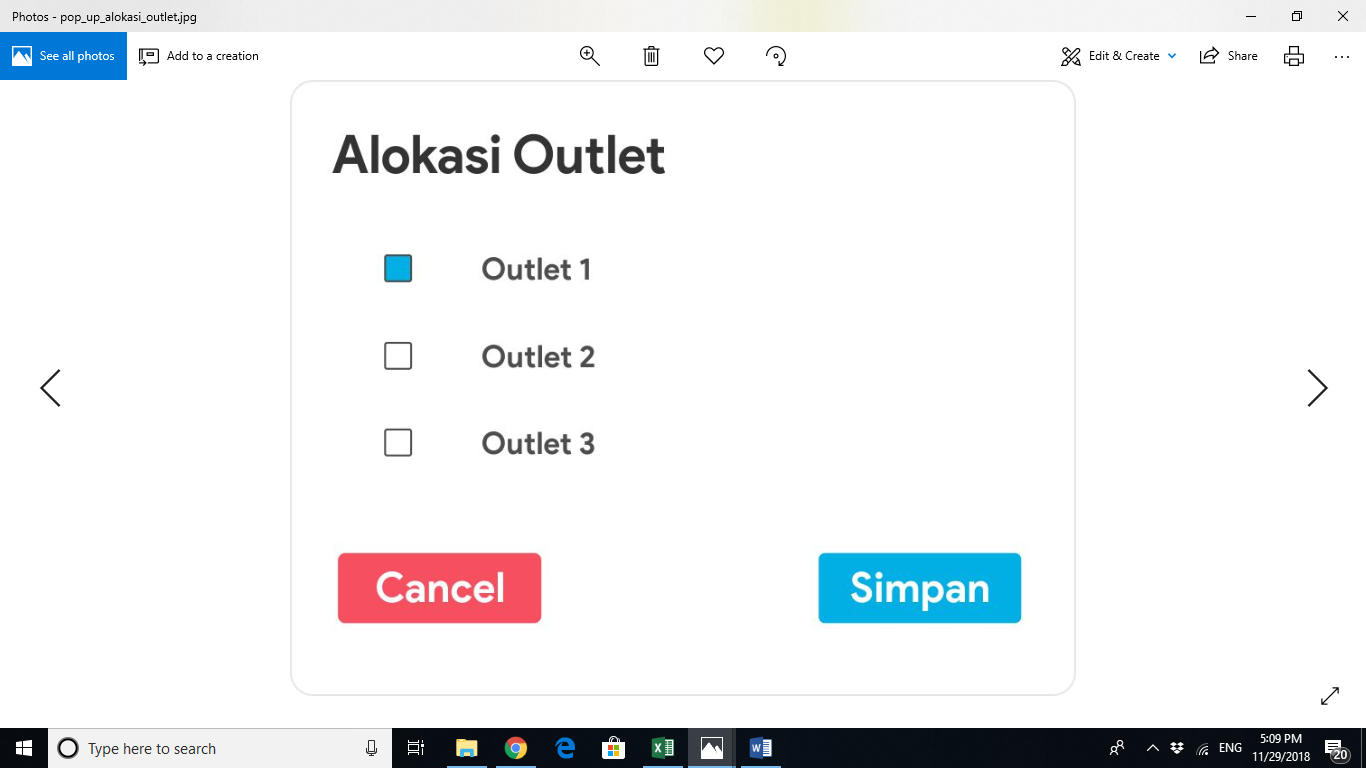 Photos - pop_up_alokasi_outlet.jpg
See all photos
Add to a creation
Edit & Create
Share
Alokasi Outlet
Outlet 1
Outlet 2
Outlet 3
Cancel
Simpan
Type here to search
ENG
5:09 PM
11/29/2018
20